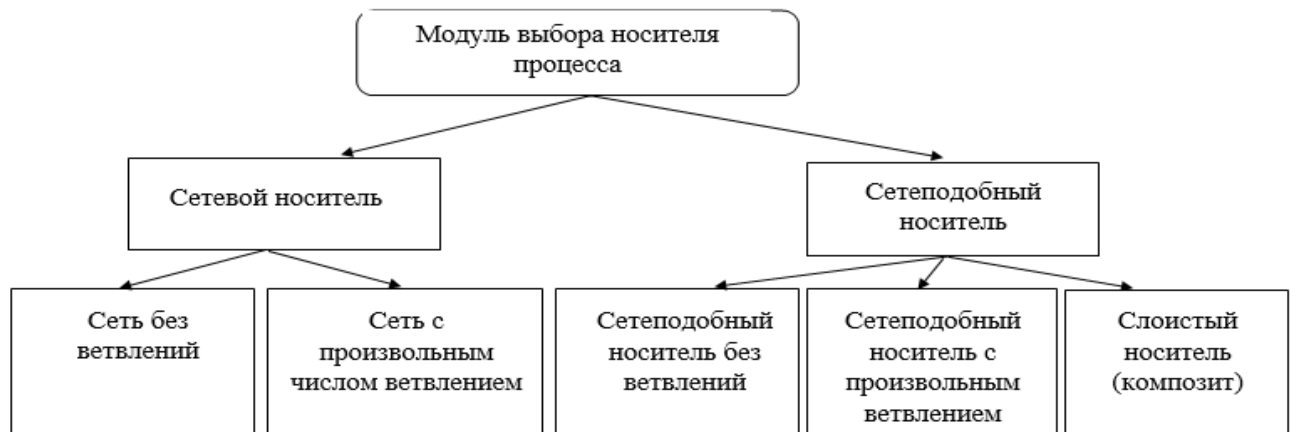 Модуль выбора носителя
процесса
Сетевой носитель
Сетеподобный
носитель
Сеть без
ветвлений
Сеть с
произвольным
числом ветвлением
Сетеподобный
носитель без
ветвлений
Сетеподобный
носитель с
произвольным
ветвлением
Слоистый
носитель
(композит)